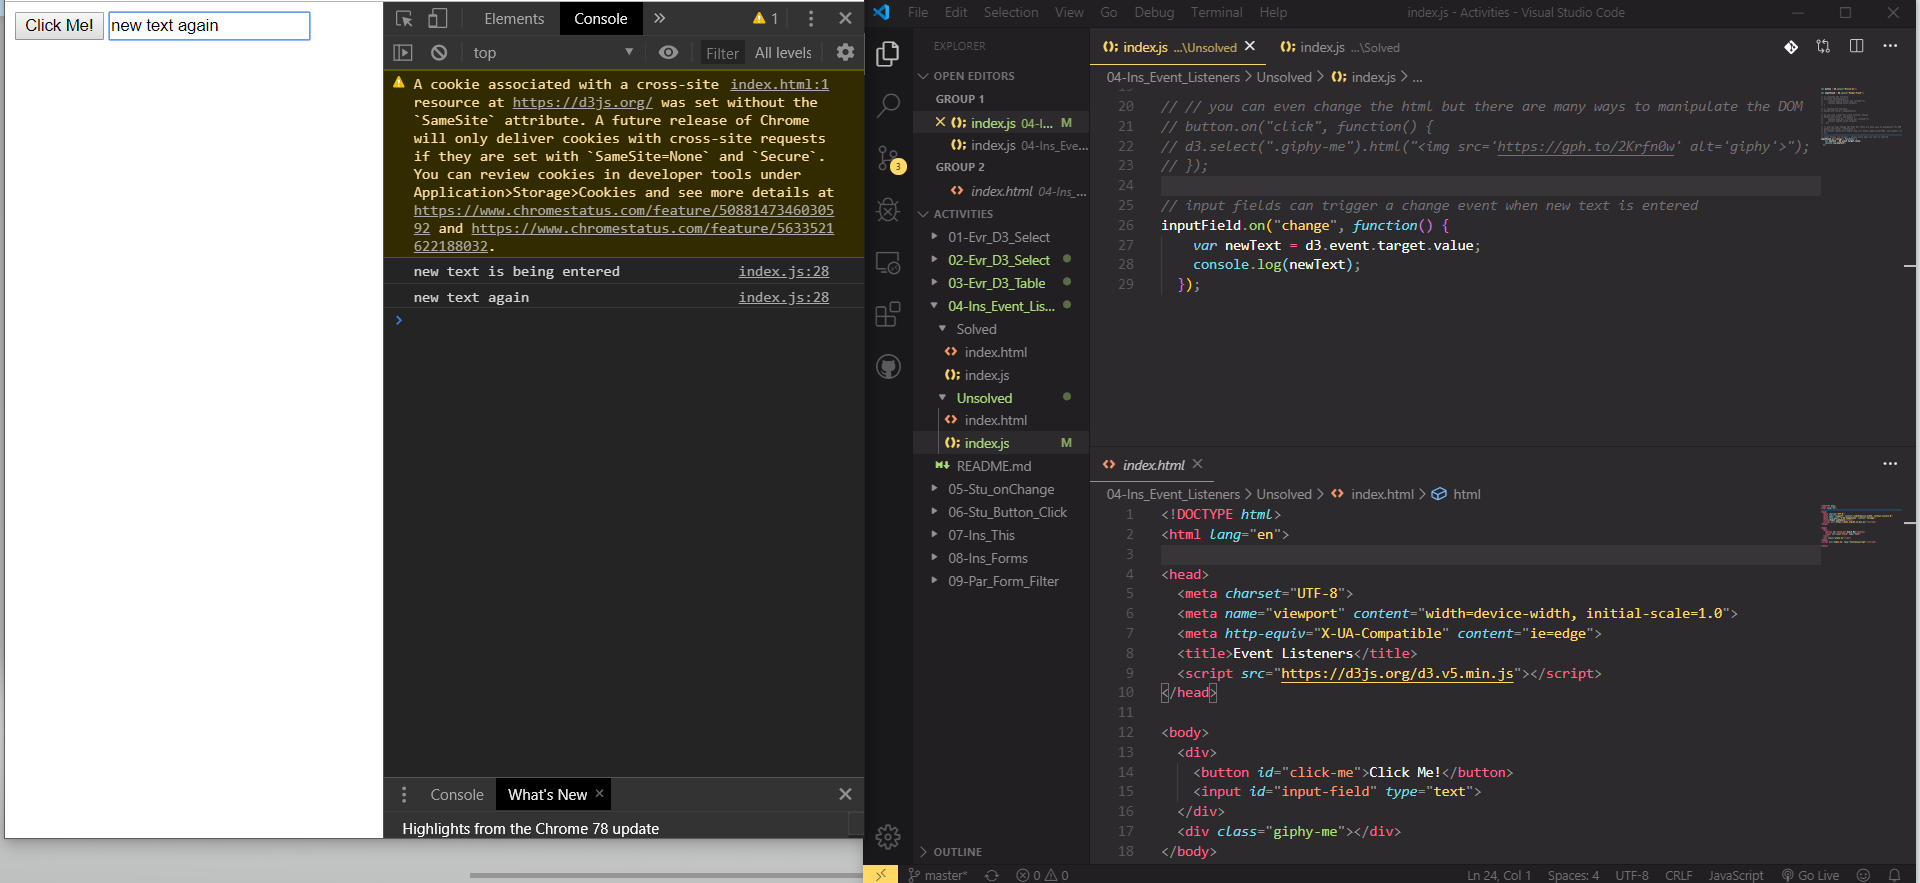 Click Me!
new text again
Elements
Console
1
top
Filter
All levels
A cookie associated with a cross-site
index.html:1
resource at https://d3js.org/ was set without the
`SameSite` attribute. A future release of Chrome
will only deliver cookies with cross-site requests
if they are set with `SameSite=None` and `Secure`.
You can review cookies in developer tools under
Application>Storage>Cookies and see more details at
https://www.chromestatus.com/feature/50881473460305
92 and https://www.chromestatus.com/feature/5633521
622188032.
new text is being entered
index.js:28
new text again
index.js:28
Console
What's New
Highlights from the Chrome 78 update
File Edit Selection View Go Debug Terminal Help
index.js - Activities - Visual Studio Code
3
EXPLORER
OPEN EDITORS
GROUP 1
index.js 04-I... M
index.js 04-Ins_Eve...
GROUP 2
index.html 04-Ins_...
ACTIVITIES
01-Evr_D3_Select
02-Evr_D3_Select
03-Evr_D3_Table
04-Ins_Event_Lis...
Solved
index.html
index.js
Unsolved
index.html
index.js M
README.md
05-Stu_onChange
06-Stu_Button_Click
07-Ins_This
08-Ins_Forms
09-Par_Form_Filter
OUTLINE
index.js ...\Unsolved
index.js ...\Solved
04-Ins_Event_Listeners > Unsolved > index.js > ...
20 // // you can even change the html but there are many ways to manipulate the DOM
21 // button.on("click", function() {
22 // d3.select(".giphy-me").html("<img src='https://gph.to/2Krfn0w' alt='giphy'>");
23 // });
24
25 // input fields can trigger a change event when new text is entered
26 inputField.on("change", function() {
27 var newText = d3.event.target.value;
28 console.log(newText);
29 });
index.html
04-Ins_Event_Listeners > Unsolved > index.html > html
1 <!DOCTYPE html>
2 <html lang="en">
3
4 <head>
5 <meta charset="UTF-8">
6 <meta name="viewport" content="width=device-width, initial-scale=1.0">
7 <meta http-equiv="X-UA-Compatible" content="ie=edge">
8 <title>Event Listeners</title>
9 <script src="https://d3js.org/d3.v5.min.js"></script>
10 </head>
11
12 <body>
13 <div>
14 <button id="click-me">Click Me!</button>
15 <input id="input-field" type="text">
16 </div>
17 <div class="giphy-me"></div>
18 </body>
master*
0 0
Ln 24, Col 1
Spaces: 4
UTF-8
CRLF
JavaScript
Go Live